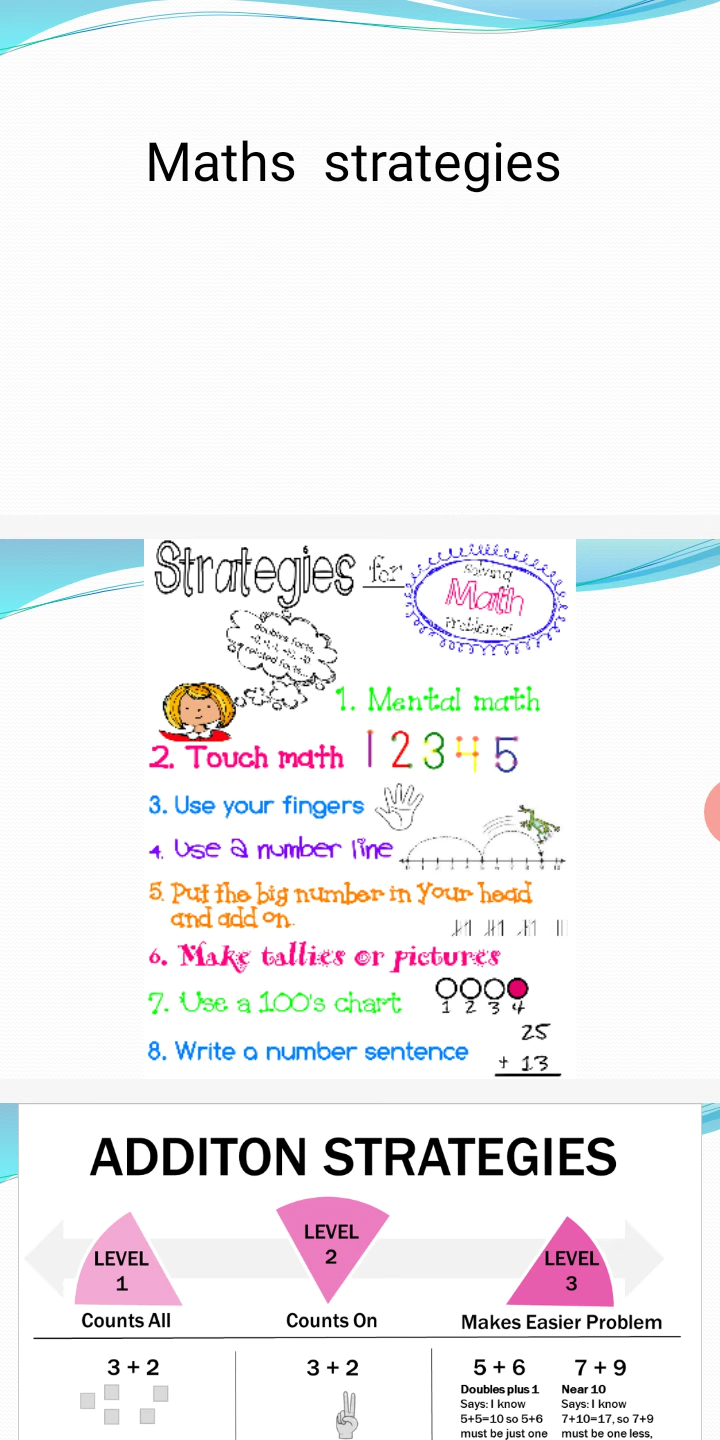 Maths strategies
Strategies for
Solving
Math
Problems!
doubles facts,
related facts...
1. Mental math
2. Touch math 1 2 3 4 5
3. Use your fingers
4. Use a number line
5. Put the big number in your head
and add on.
6. Make tallies or pictures
7. Use a 100's chart
1 2 3 4
25
8. Write a number sentence
+ 13
ADDITON STRATEGIES
LEVEL
1
LEVEL
2
LEVEL
3
Counts All
Counts On
Makes Easier Problem
3 + 2
3 + 2
5 + 6
7 + 9
Doubles plus 1
Says: I know
5+5=10 so 5+6
must be just one
Near 10
Says: I know
7+10=17, so 7+9
must be one less,